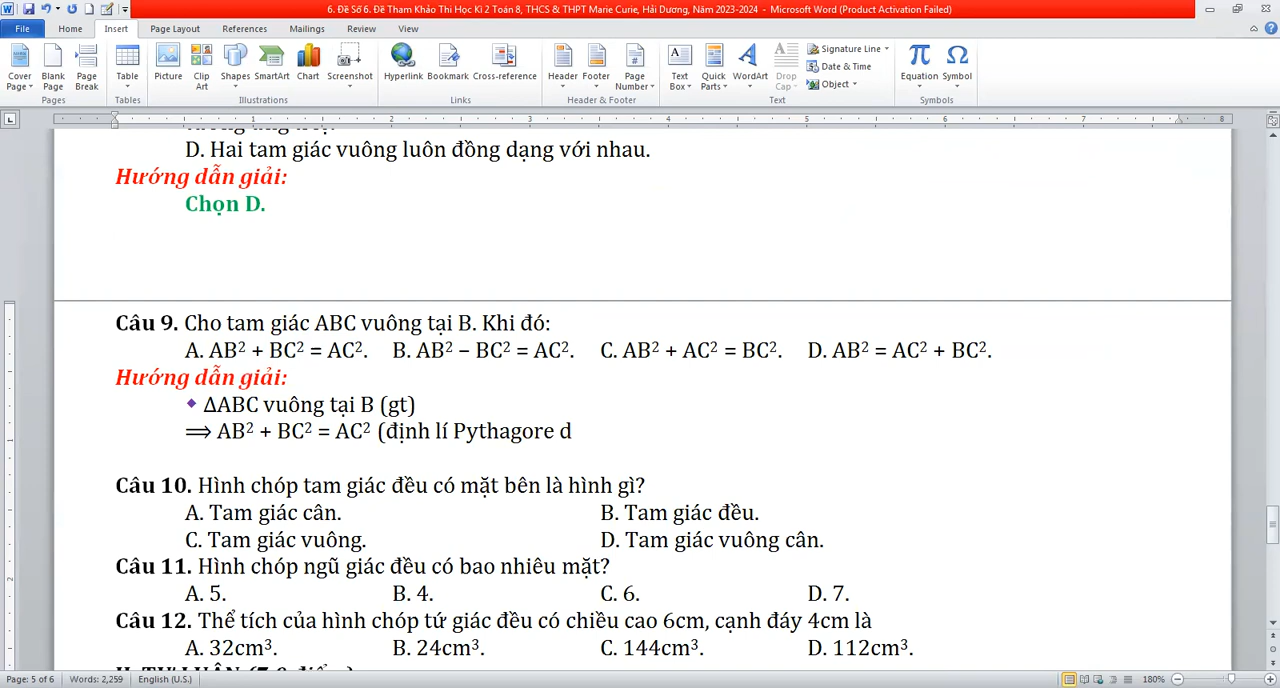 6. Đề Số 6. Đề Tham Khảo Thi Học Kì 2 Toán 8, THCS & THPT Marie Curie, Hải Dương, Năm 2023-2024 - Microsoft Word (Product Activation Failed)
File Home Insert Page Layout References Mailings Review View
Cover Page Blank Page Page Break Table Picture Clip Art Shapes SmartArt Chart Screenshot Hyperlink Bookmark Cross-reference Header Footer Page Number Text Box Quick Parts WordArt Drop Cap Signature Line Date & Time Object Equation Symbol
Pages Tables Illustrations Links Header & Footer Text Symbols
1 2 3 4 5 6 7 8
D. Hai tam giác vuông luôn đồng dạng với nhau.
Hướng dẫn giải:
Chọn D.
Câu 9. Cho tam giác ABC vuông tại B. Khi đó:
A. AB² + BC² = AC². B. AB² − BC² = AC². C. AB² + AC² = BC². D. AB² = AC² + BC².
Hướng dẫn giải:
◆ ΔABC vuông tại B (gt)
⟹ AB² + BC² = AC² (định lí Pythagore d
Câu 10. Hình chóp tam giác đều có mặt bên là hình gì?
A. Tam giác cân. B. Tam giác đều.
C. Tam giác vuông. D. Tam giác vuông cân.
Câu 11. Hình chóp ngũ giác đều có bao nhiêu mặt?
A. 5. B. 4. C. 6. D. 7.
Câu 12. Thể tích của hình chóp tứ giác đều có chiều cao 6cm, cạnh đáy 4cm là
A. 32cm³. B. 24cm³. C. 144cm³. D. 112cm³.
Page: 5 of 6 Words: 2,259 English (U.S.) 180%